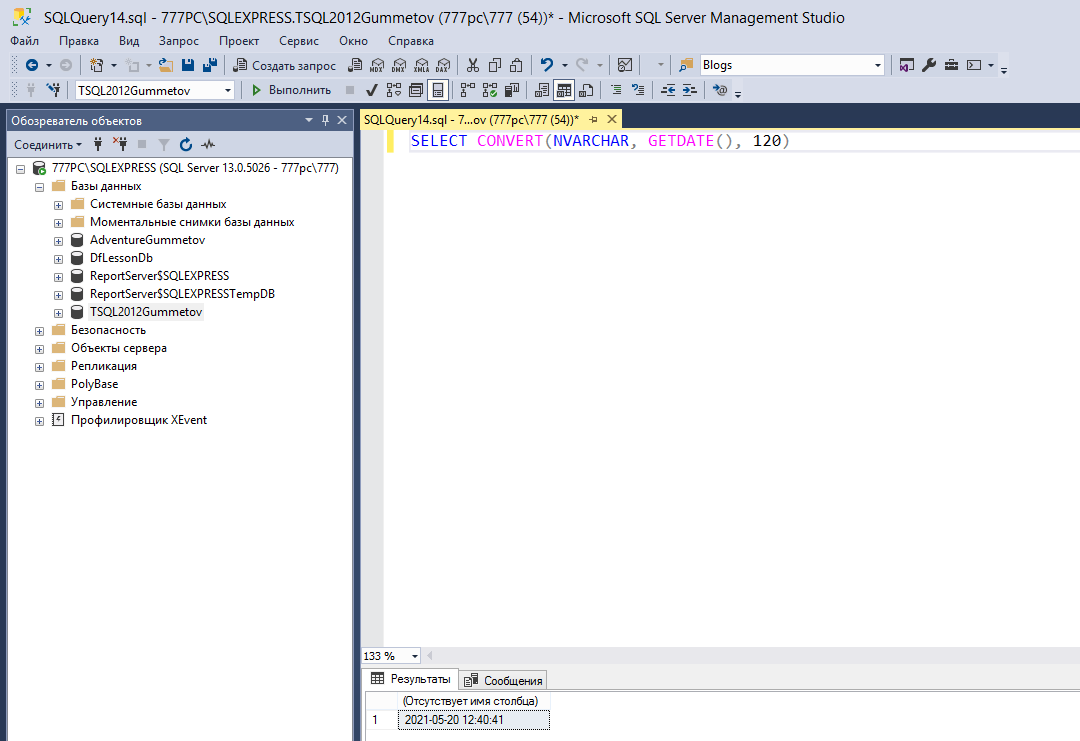 SQLQuery14.sql - 777PC\SQLEXPRESS.TSQL2012Gummetov (777pc\777 (54))* - Microsoft SQL Server Management Studio
Файл Правка Вид Запрос Проект Сервис Окно Справка
Создать запрос MDX DMX XMLA DAX Blogs
TSQL2012Gummetov Выполнить
Обозреватель объектов
SQLQuery14.sql - 7...ov (777pc\777 (54))*
Соединить
SELECT CONVERT(NVARCHAR, GETDATE(), 120)
777PC\SQLEXPRESS (SQL Server 13.0.5026 - 777pc\777)
Базы данных
Системные базы данных
Моментальные снимки базы данных
AdventureGummetov
DfLessonDb
ReportServer$SQLEXPRESS
ReportServer$SQLEXPRESSTempDB
TSQL2012Gummetov
Безопасность
Объекты сервера
Репликация
PolyBase
Управление
Профилировщик XEvent
133 %
Результаты Сообщения
(Отсутствует имя столбца)
1 2021-05-20 12:40:41